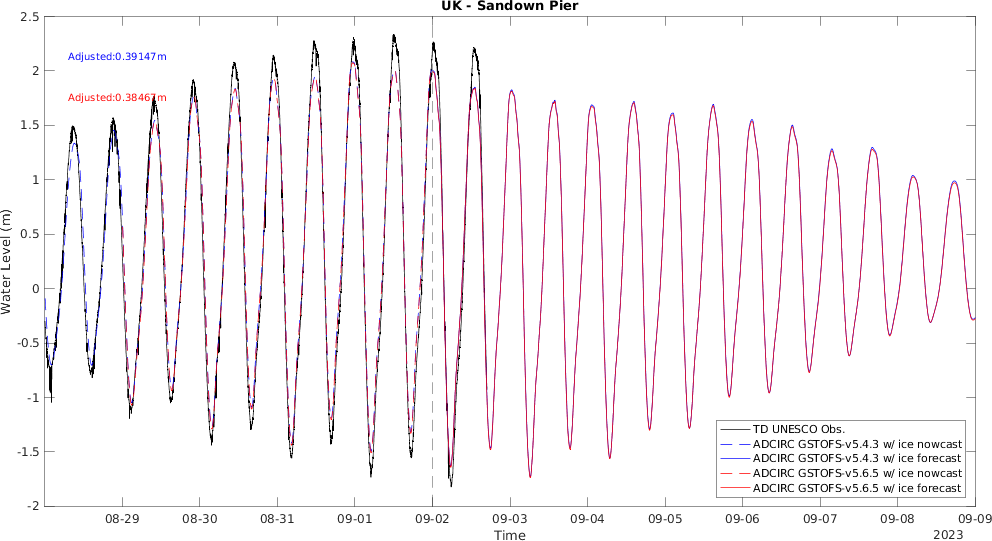 UK - Sandown Pier
2.5
2
1.5
1
0.5
0
-0.5
-1
-1.5
-2
Water Level (m)
Adjusted:0.39147m
Adjusted:0.38467m
TD UNESCO Obs.
ADCIRC GSTOFS-v5.4.3 w/ ice nowcast
ADCIRC GSTOFS-v5.4.3 w/ ice forecast
ADCIRC GSTOFS-v5.6.5 w/ ice nowcast
ADCIRC GSTOFS-v5.6.5 w/ ice forecast
08-29 08-30 08-31 09-01 09-02 09-03 09-04 09-05 09-06 09-07 09-08 09-09
Time
2023